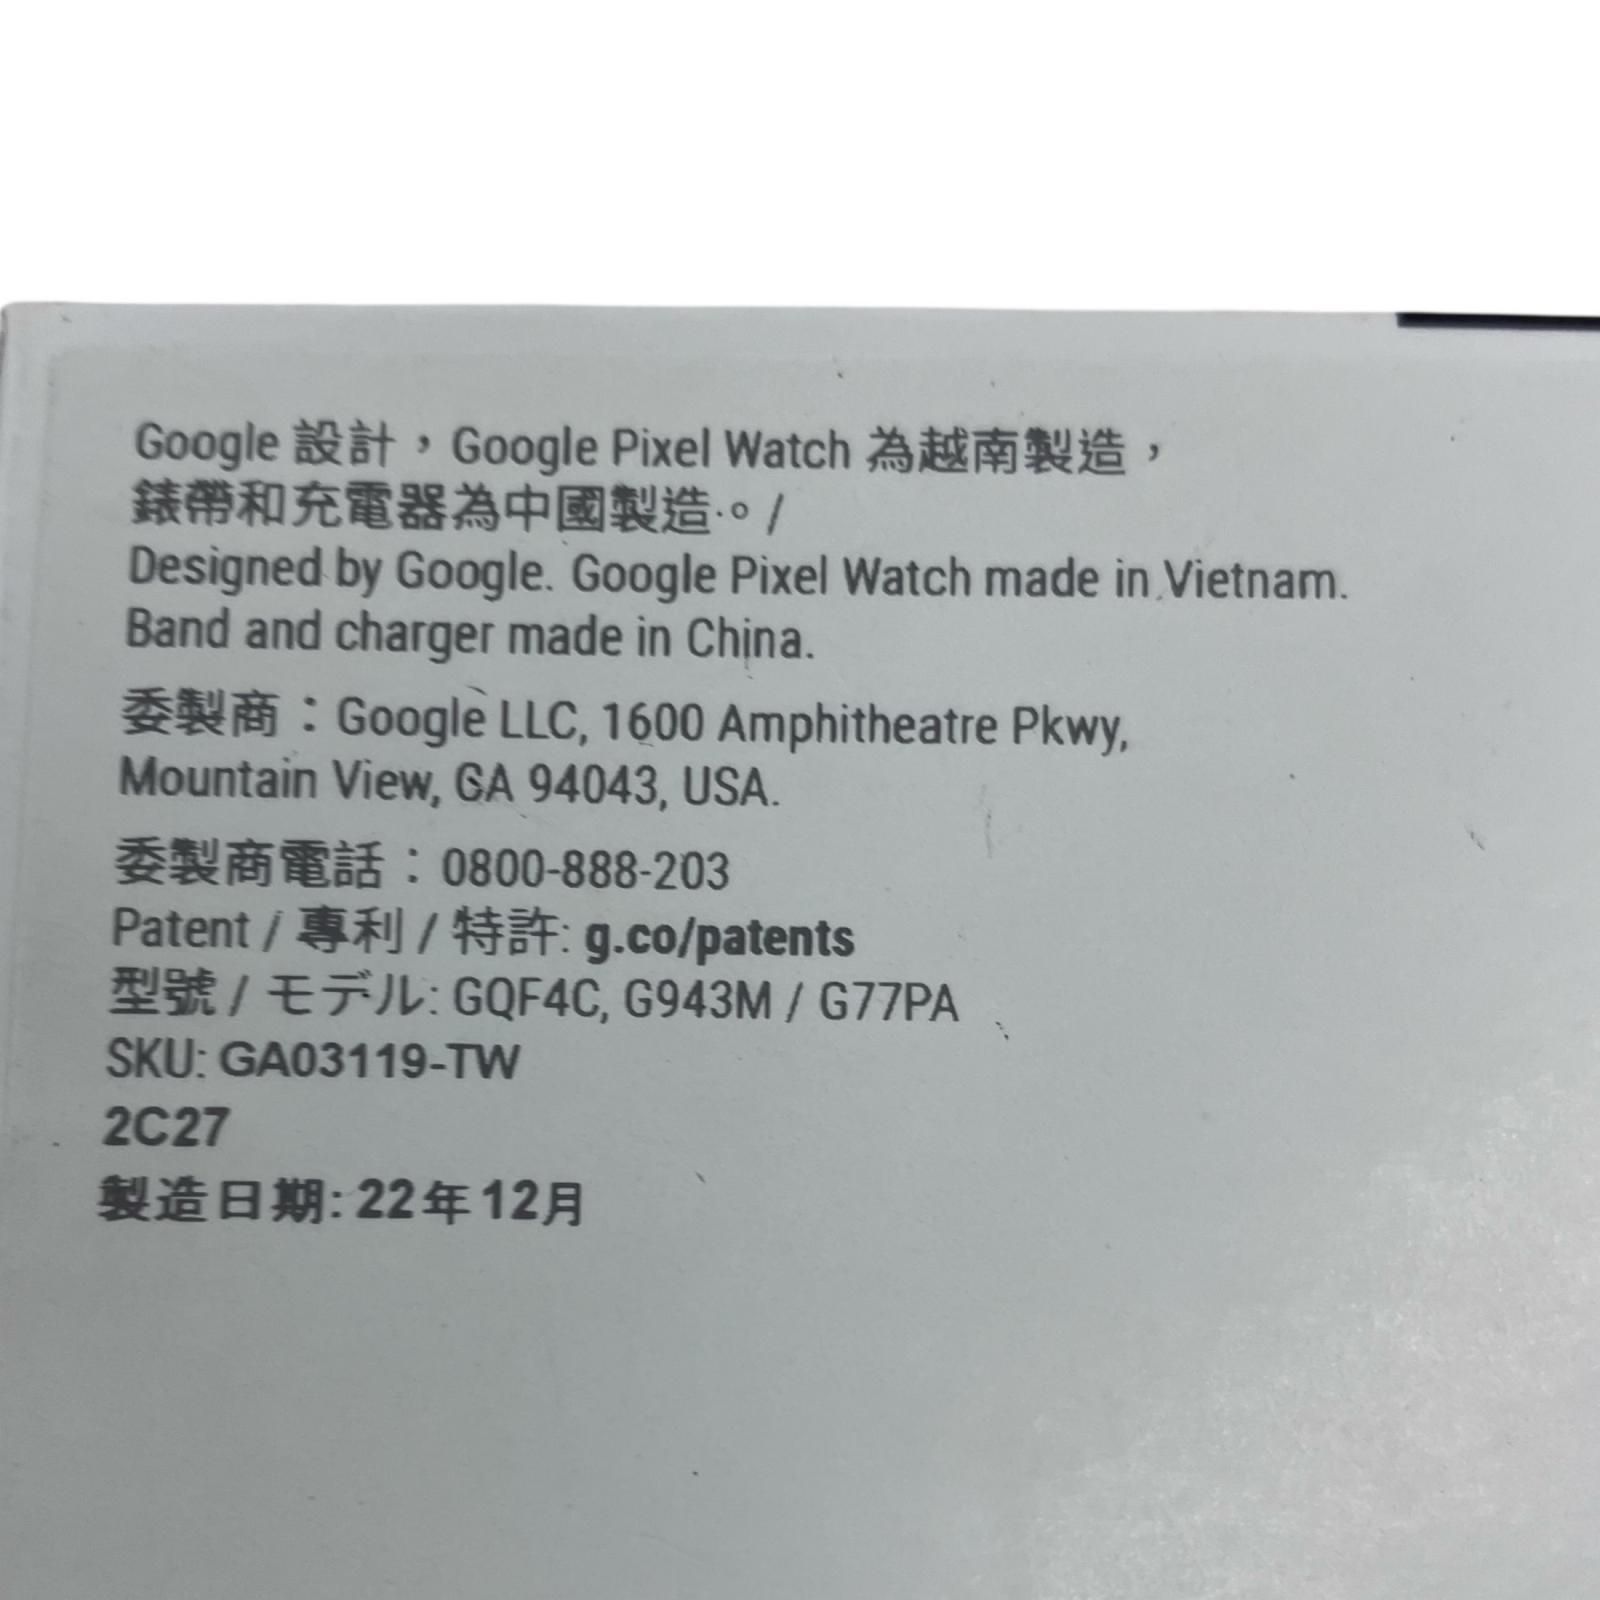 Google 設計，Google Pixel Watch 為越南製造，
錶帶和充電器為中國製造。/
Designed by Google. Google Pixel Watch made in Vietnam.
Band and charger made in China.
委製商：Google LLC, 1600 Amphitheatre Pkwy,
Mountain View, CA 94043, USA.
委製商電話：0800-888-203
Patent / 專利 / 特許: g.co/patents
型號 / モデル: GQF4C, G943M / G77PA
SKU: GA03119-TW
2C27
製造日期: 22年12月